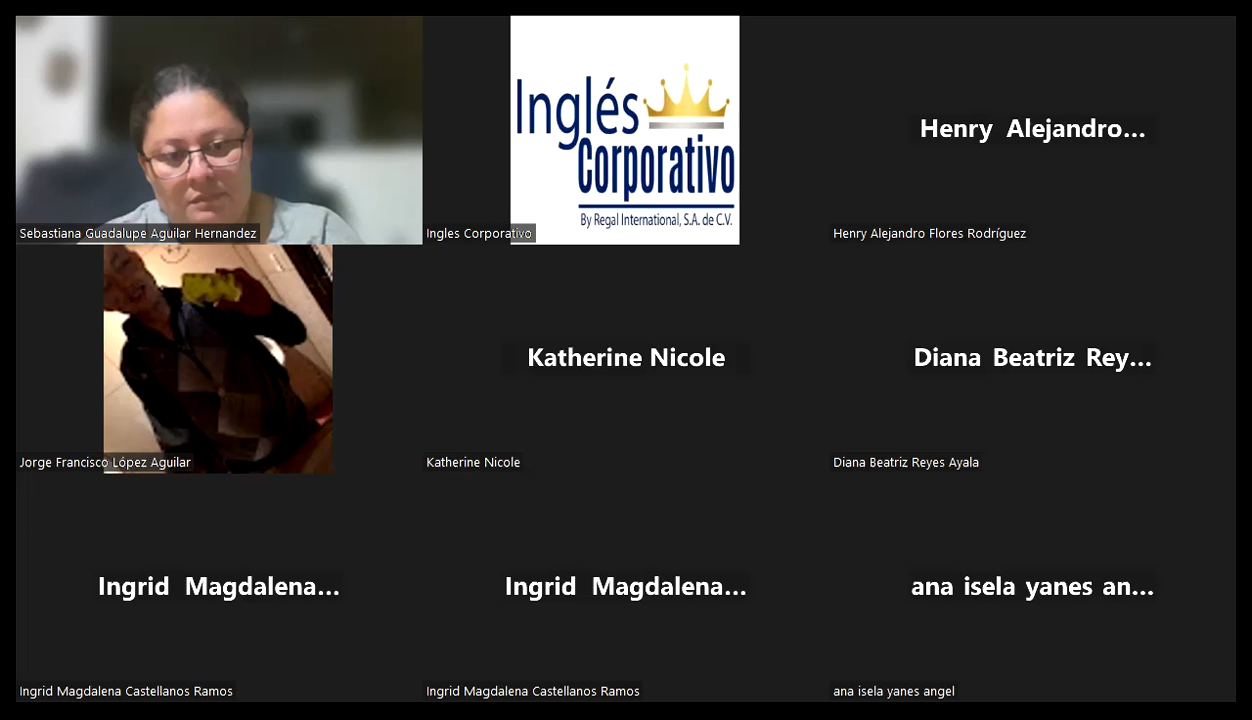 Inglés
Corporativo
By Regal International, S.A. de C.V.
Henry Alejandro...
Sebastiana Guadalupe Aguilar Hernandez
Ingles Corporativo
Henry Alejandro Flores Rodríguez
Katherine Nicole
Diana Beatriz Rey...
Jorge Francisco López Aguilar
Katherine Nicole
Diana Beatriz Reyes Ayala
Ingrid Magdalena...
Ingrid Magdalena...
ana isela yanes an...
Ingrid Magdalena Castellanos Ramos
Ingrid Magdalena Castellanos Ramos
ana isela yanes angel